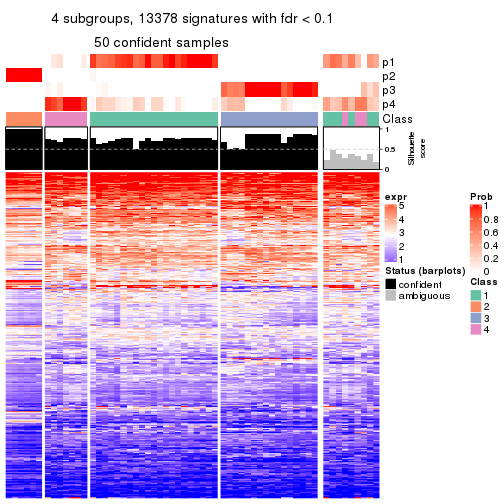 4 subgroups, 13378 signatures with fdr < 0.1
50 confident samples
p1
p2
p3
p4
Class
1
0.5
0
Silhouette
score
expr
5
4
3
2
1
Status (barplots)
confident
ambiguous
Prob
1
0.8
0.6
0.4
0.2
0
Class
1
2
3
4